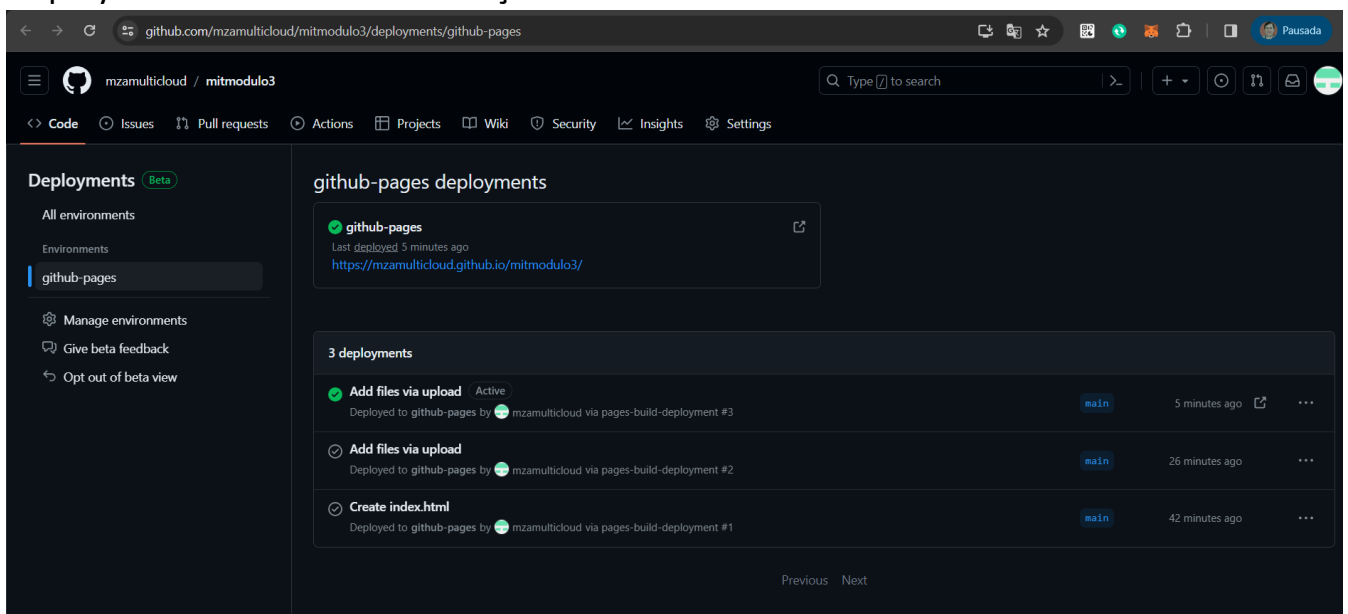 github.com/mzamulticloud/mitmodulo3/deployments/github-pages
Pausada
mzamulticloud / mitmodulo3
Type / to search
Code Issues Pull requests Actions Projects Wiki Security Insights Settings
Deployments Beta
All environments
Environments
github-pages
Manage environments
Give beta feedback
Opt out of beta view
github-pages deployments
github-pages
Last deployed 5 minutes ago
https://mzamulticloud.github.io/mitmodulo3/
3 deployments
Add files via upload Active
Deployed to github-pages by mzamulticloud via pages-build-deployment #3
main 5 minutes ago
Add files via upload
Deployed to github-pages by mzamulticloud via pages-build-deployment #2
main 26 minutes ago
Create index.html
Deployed to github-pages by mzamulticloud via pages-build-deployment #1
main 42 minutes ago
Previous Next